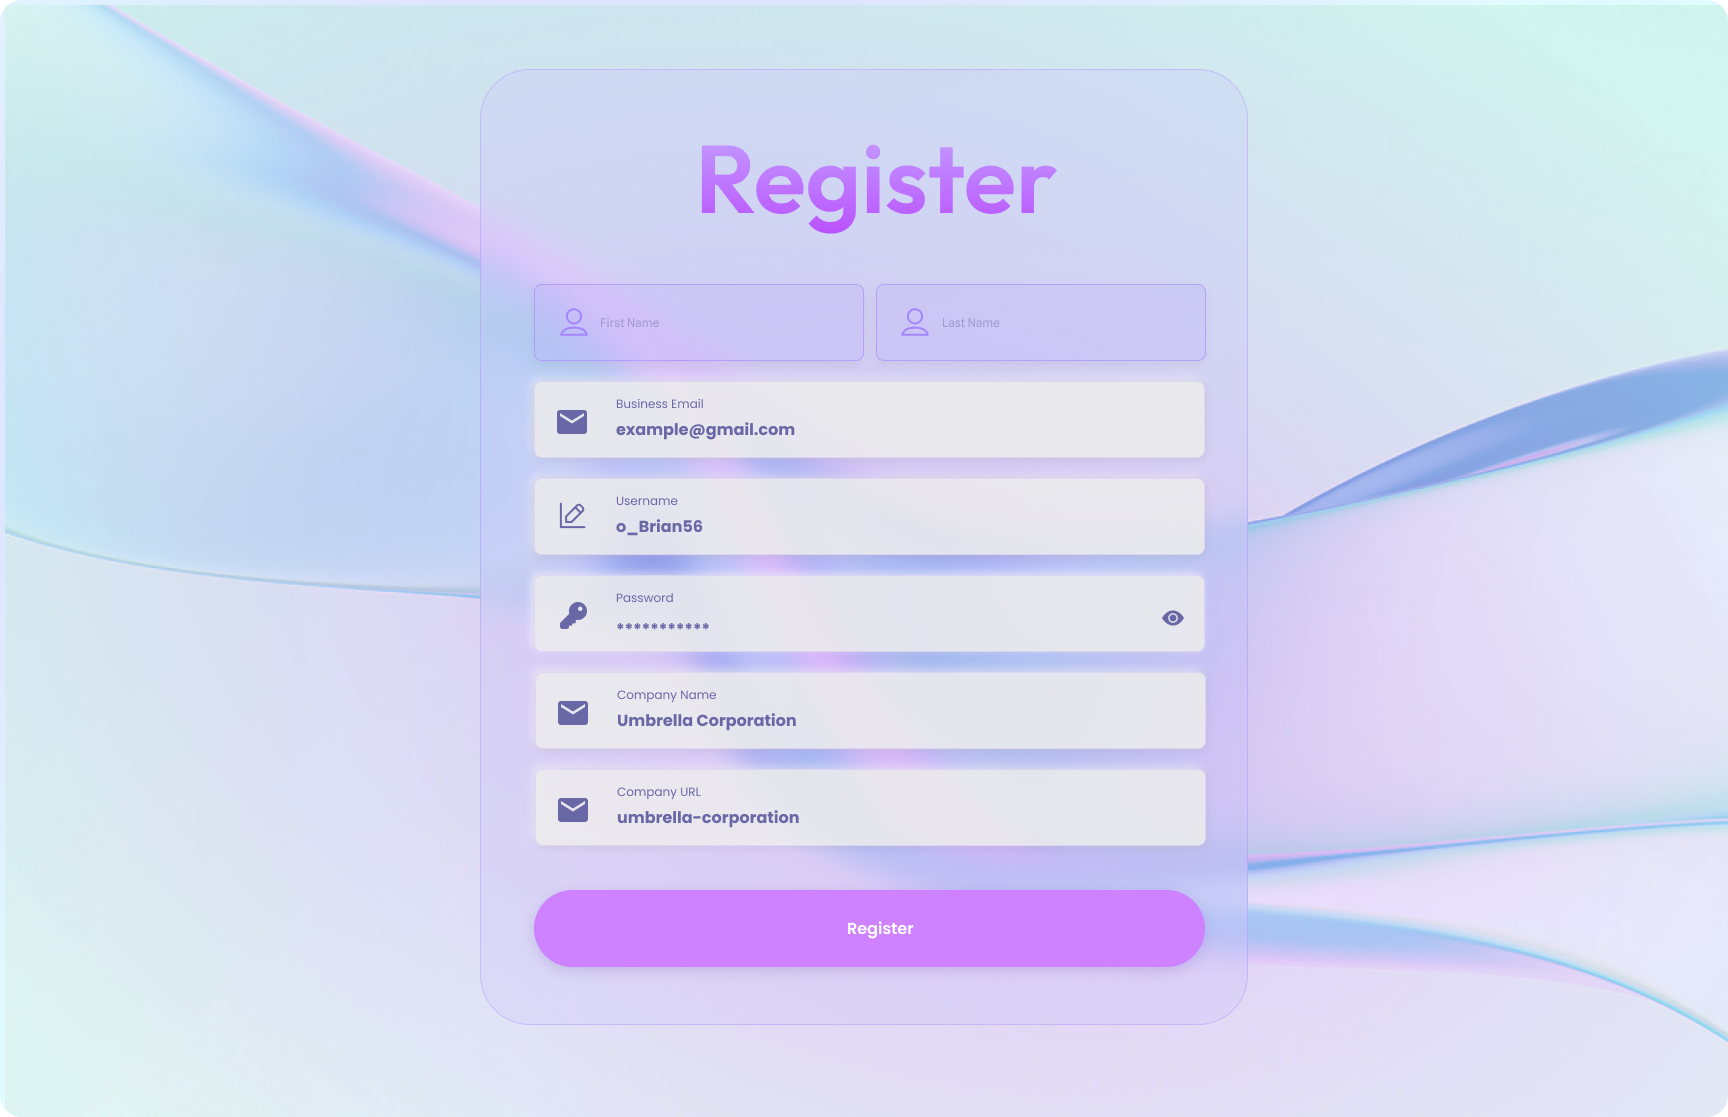 Register
First Name
Last Name
Business Email
example@gmail.com
Username
o_Brian56
Password
***********
Company Name
Umbrella Corporation
Company URL
umbrella-corporation
Register